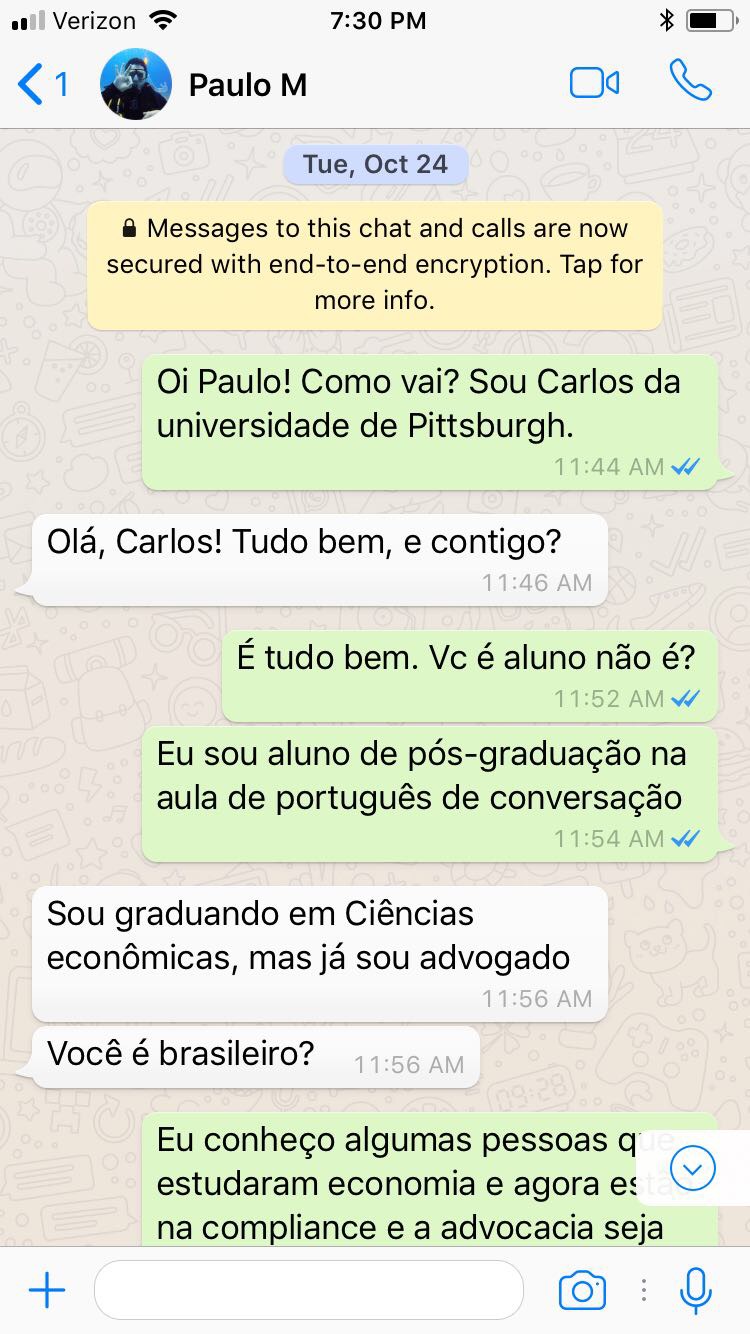 Verizon 7:30 PM
1 Paulo M
Tue, Oct 24
Messages to this chat and calls are now
secured with end-to-end encryption. Tap for
more info.
Oi Paulo! Como vai? Sou Carlos da
universidade de Pittsburgh.
11:44 AM
Olá, Carlos! Tudo bem, e contigo?
11:46 AM
É tudo bem. Vc é aluno não é?
11:52 AM
Eu sou aluno de pós-graduação na
aula de português de conversação
11:54 AM
Sou graduando em Ciências
econômicas, mas já sou advogado
11:56 AM
Você é brasileiro? 11:56 AM
Eu conheço algumas pessoas que
estudaram economia e agora estão
na compliance e a advocacia seja